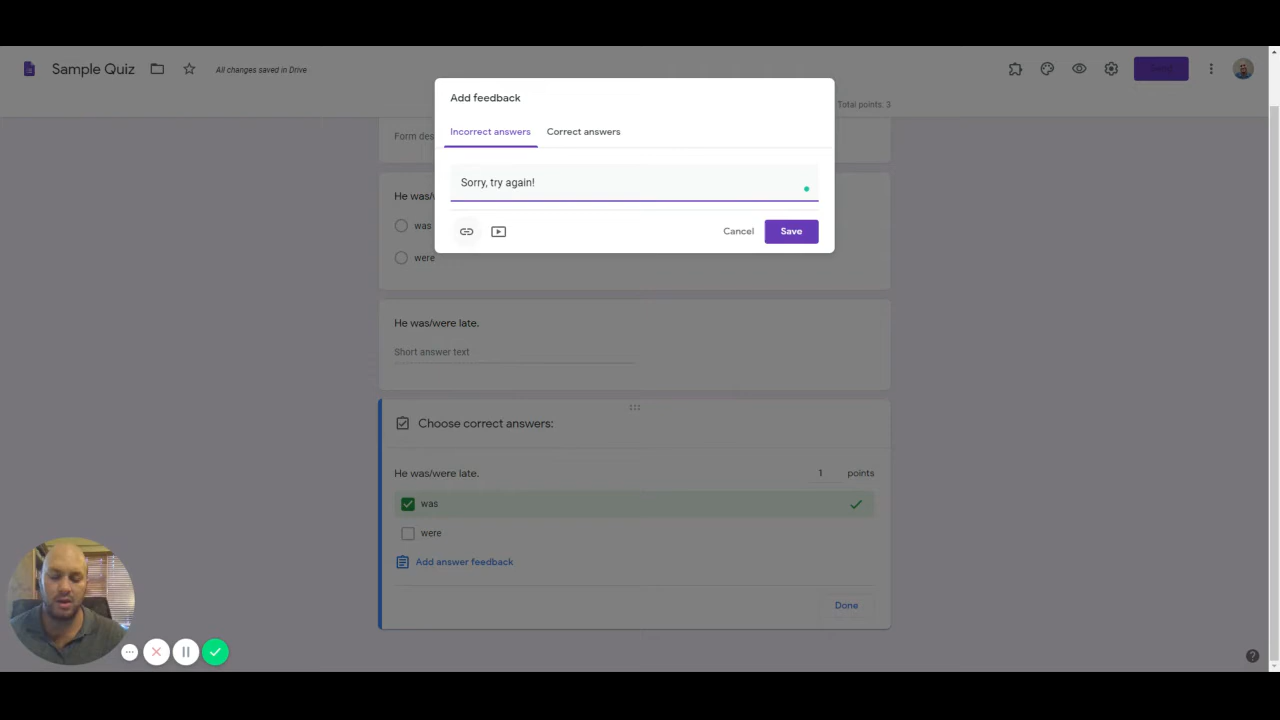 Sample Quiz
All changes saved in Drive
Send
Total points: 3
Add feedback
Incorrect answers
Correct answers
Sorry, try again!
Cancel
Save
Form des
He was/w
was
were
He was/were late.
Short answer text
Choose correct answers:
He was/were late.
1 points
was
were
Add answer feedback
Done